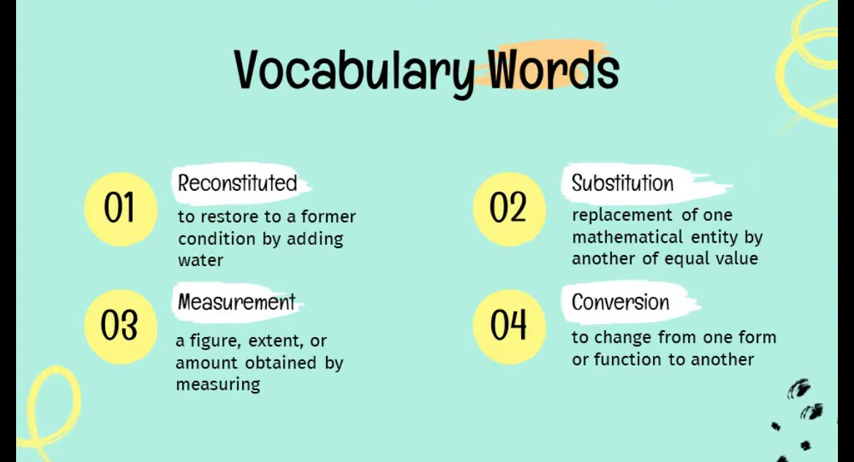 Vocabulary Words
01
Reconstituted
to restore to a former
condition by adding
water
02
Substitution
replacement of one
mathematical entity by
another of equal value
03
Measurement
a figure, extent, or
amount obtained by
measuring
04
Conversion
to change from one form
or function to another